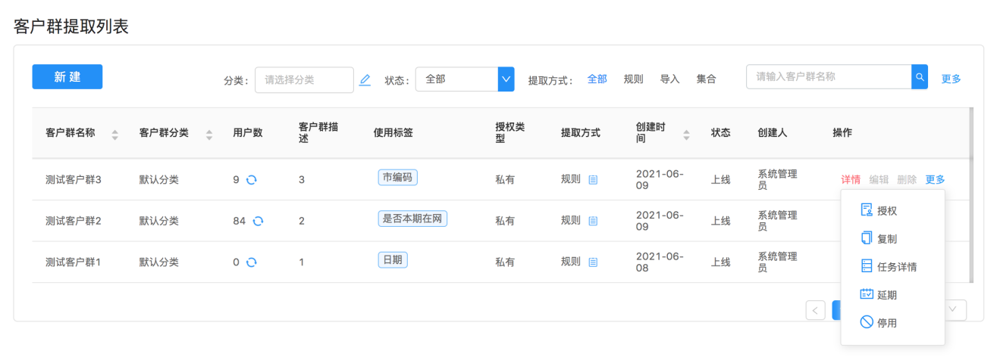 客户群提取列表
新建 分类: 请选择分类 状态: 全部 提取方式: 全部 规则 导入 集合 请输入客户群名称 更多
客户群名称 客户群分类 用户数 客户群描述 使用标签 授权类型 提取方式 创建时间 状态 创建人 操作
测试客户群3 默认分类 9 3 市编码 私有 规则 2021-06-09 上线 系统管理员 详情 编辑 删除 更多
测试客户群2 默认分类 84 2 是否本期在网 私有 规则 2021-06-09 上线 系统管理员
测试客户群1 默认分类 0 1 日期 私有 规则 2021-06-08 上线 系统管理员
授权
复制
任务详情
延期
停用